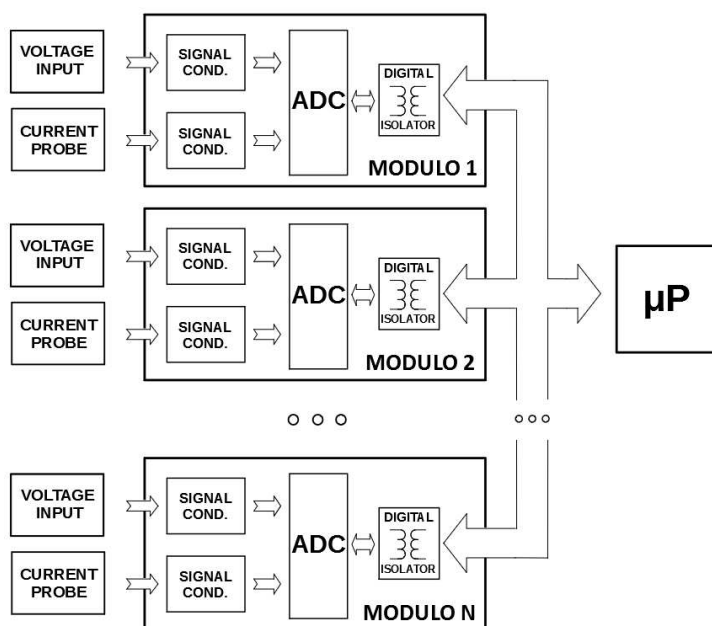 VOLTAGE
INPUT
SIGNAL
COND.
CURRENT
PROBE
SIGNAL
COND.
ADC
DIGITAL
ISOLATOR
MODULO 1
VOLTAGE
INPUT
SIGNAL
COND.
CURRENT
PROBE
SIGNAL
COND.
ADC
DIGITAL
ISOLATOR
MODULO 2
µP
VOLTAGE
INPUT
SIGNAL
COND.
CURRENT
PROBE
SIGNAL
COND.
ADC
DIGITAL
ISOLATOR
MODULO N